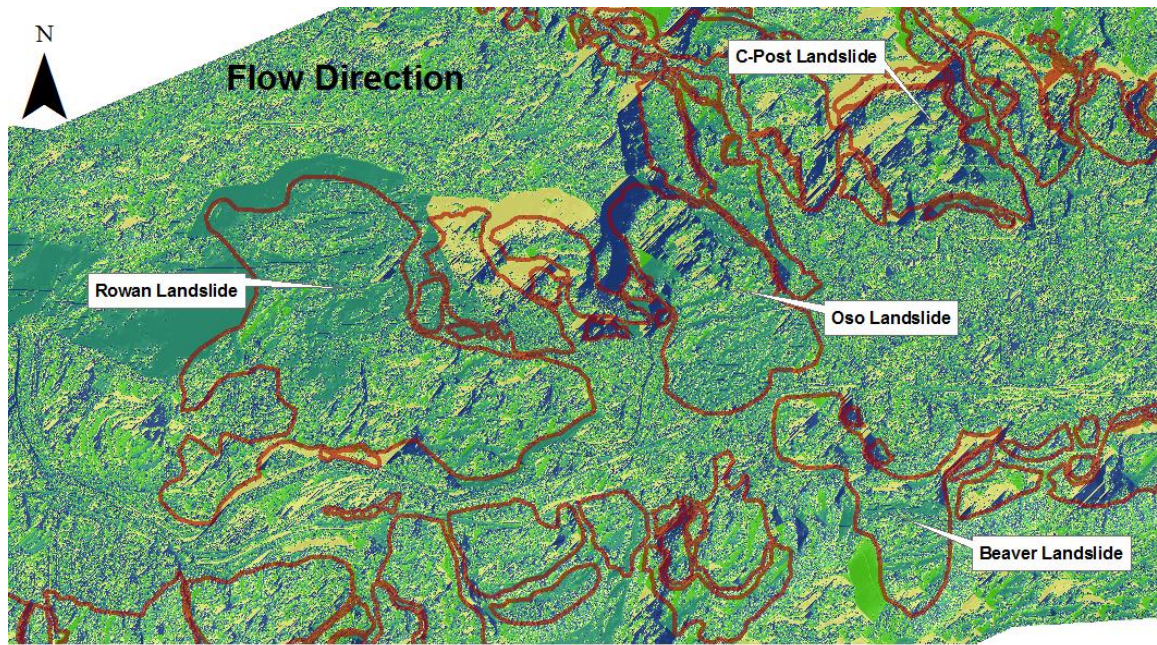 N
Flow Direction
C-Post Landslide
Rowan Landslide
Oso Landslide
Beaver Landslide